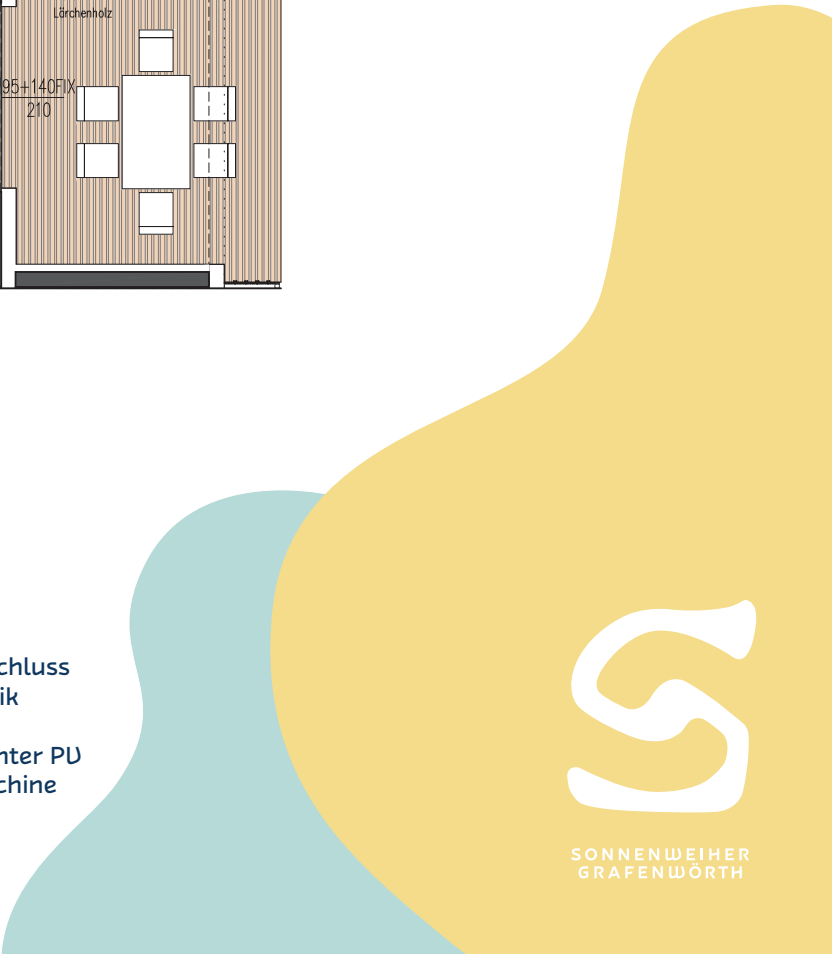 Lärchenholz
95+140FIX
210
chluss
ik
nter PV
chine
SONNENWEIHER
GRAFENWÖRTH